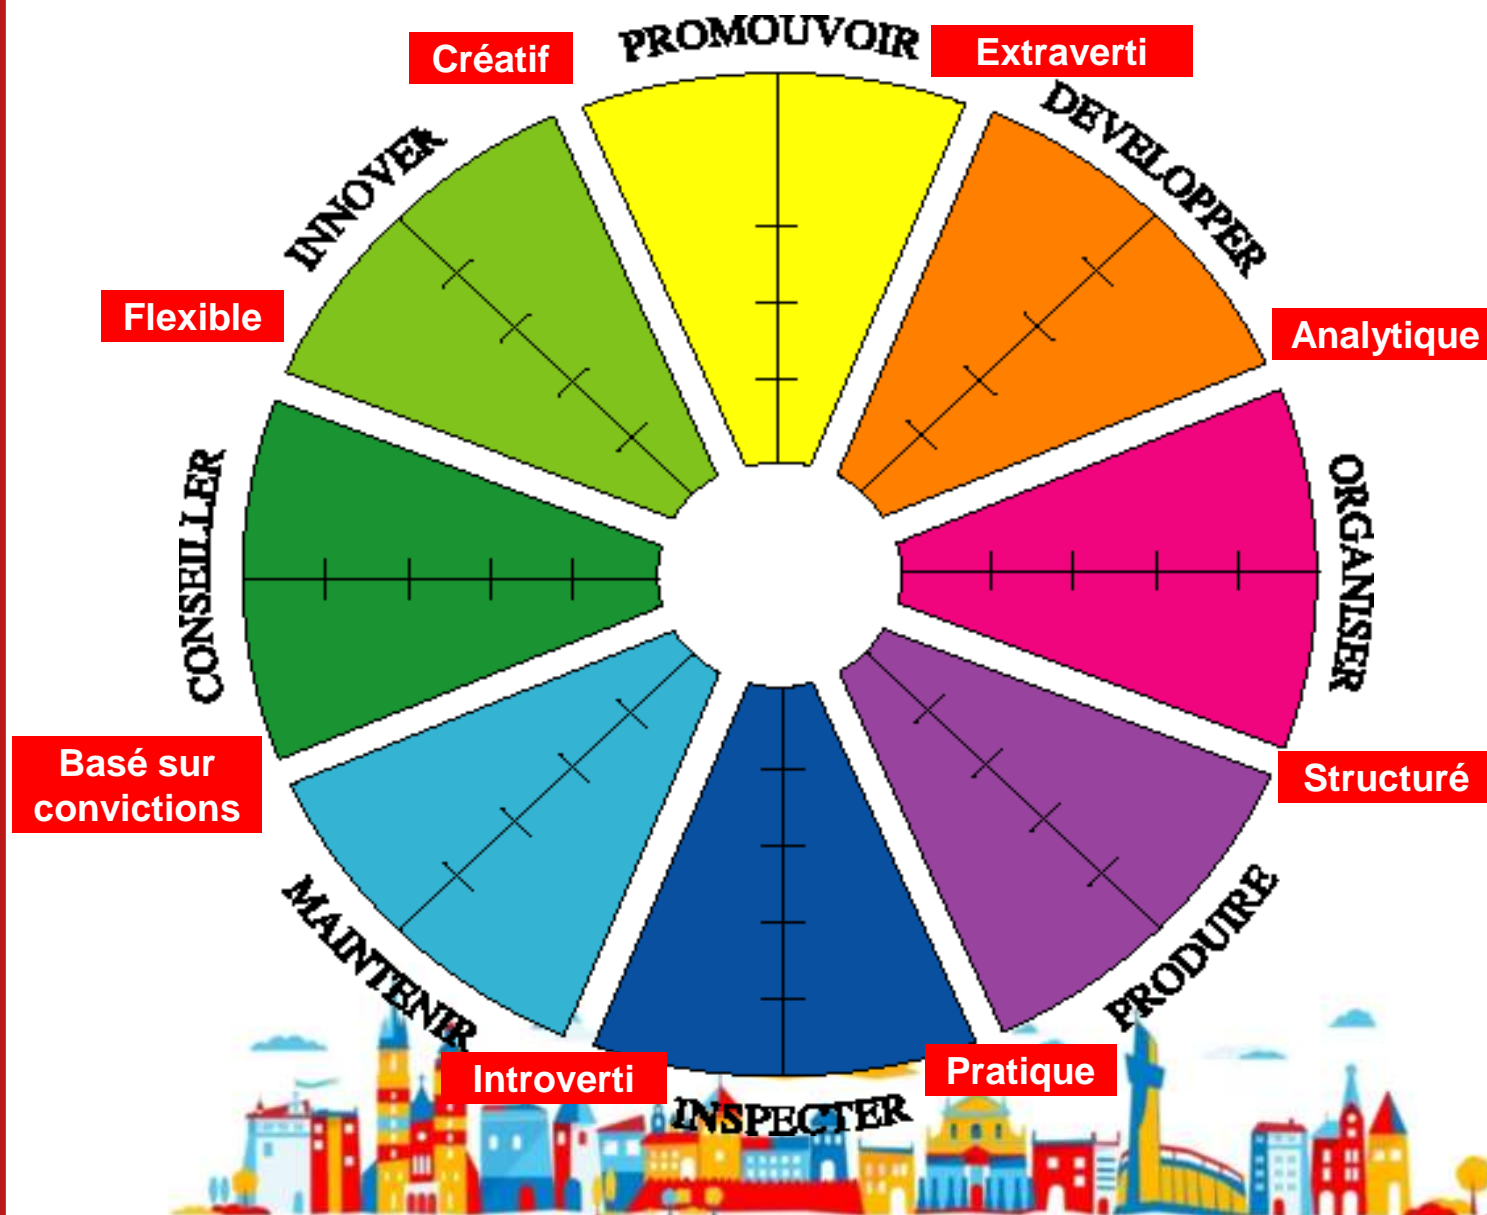 PROMOUVOIR
Créatif
Extraverti
DEVELOPPER
INNOVER
Flexible
Analytique
CONSEILLER
ORGANISER
Basé sur
convictions
Structuré
MAINTENIR
PRODUIRE
Introverti
Pratique
INSPECTER